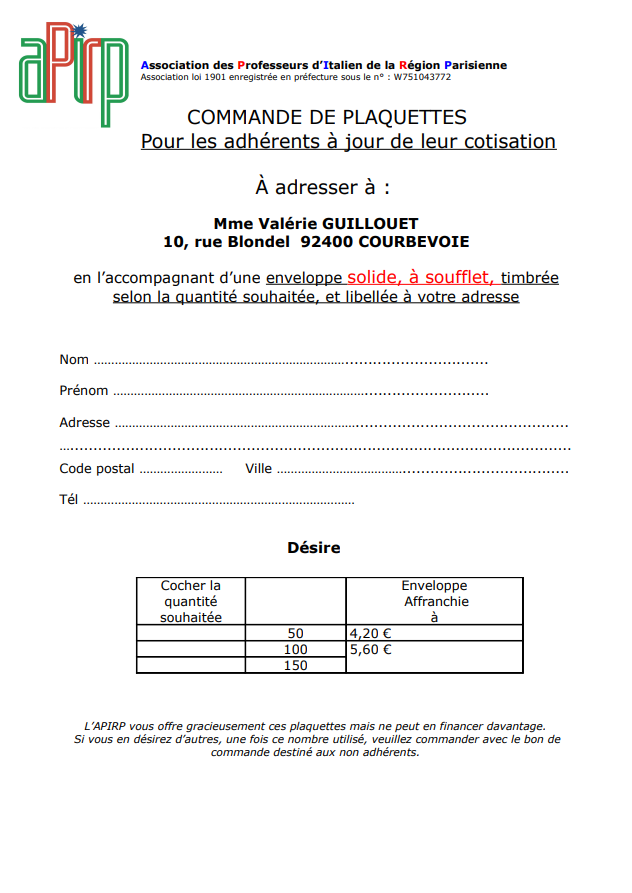 aPirp
Association des Professeurs d’Italien de la Région Parisienne
Association loi 1901 enregistrée en préfecture sous le n° : W751043772
COMMANDE DE PLAQUETTES
Pour les adhérents à jour de leur cotisation
À adresser à :
Mme Valérie GUILLOUET
10, rue Blondel 92400 COURBEVOIE
en l’accompagnant d’une enveloppe solide, à soufflet, timbrée
selon la quantité souhaitée, et libellée à votre adresse
Nom ……………………………………………………………...............................
Prénom ……………………………………………………………...........................
Adresse ……………………………………………………………..............................................
…............................................................................................................
Code postal …………………… Ville ………………………………....................................
Tél ……………………………………………………………………
Désire
Cocher la
quantité
souhaitée
Enveloppe
Affranchie
à
50 4,20 €
100 5,60 €
150
L’APIRP vous offre gracieusement ces plaquettes mais ne peut en financer davantage.
Si vous en désirez d’autres, une fois ce nombre utilisé, veuillez commander avec le bon de
commande destiné aux non adhérents.